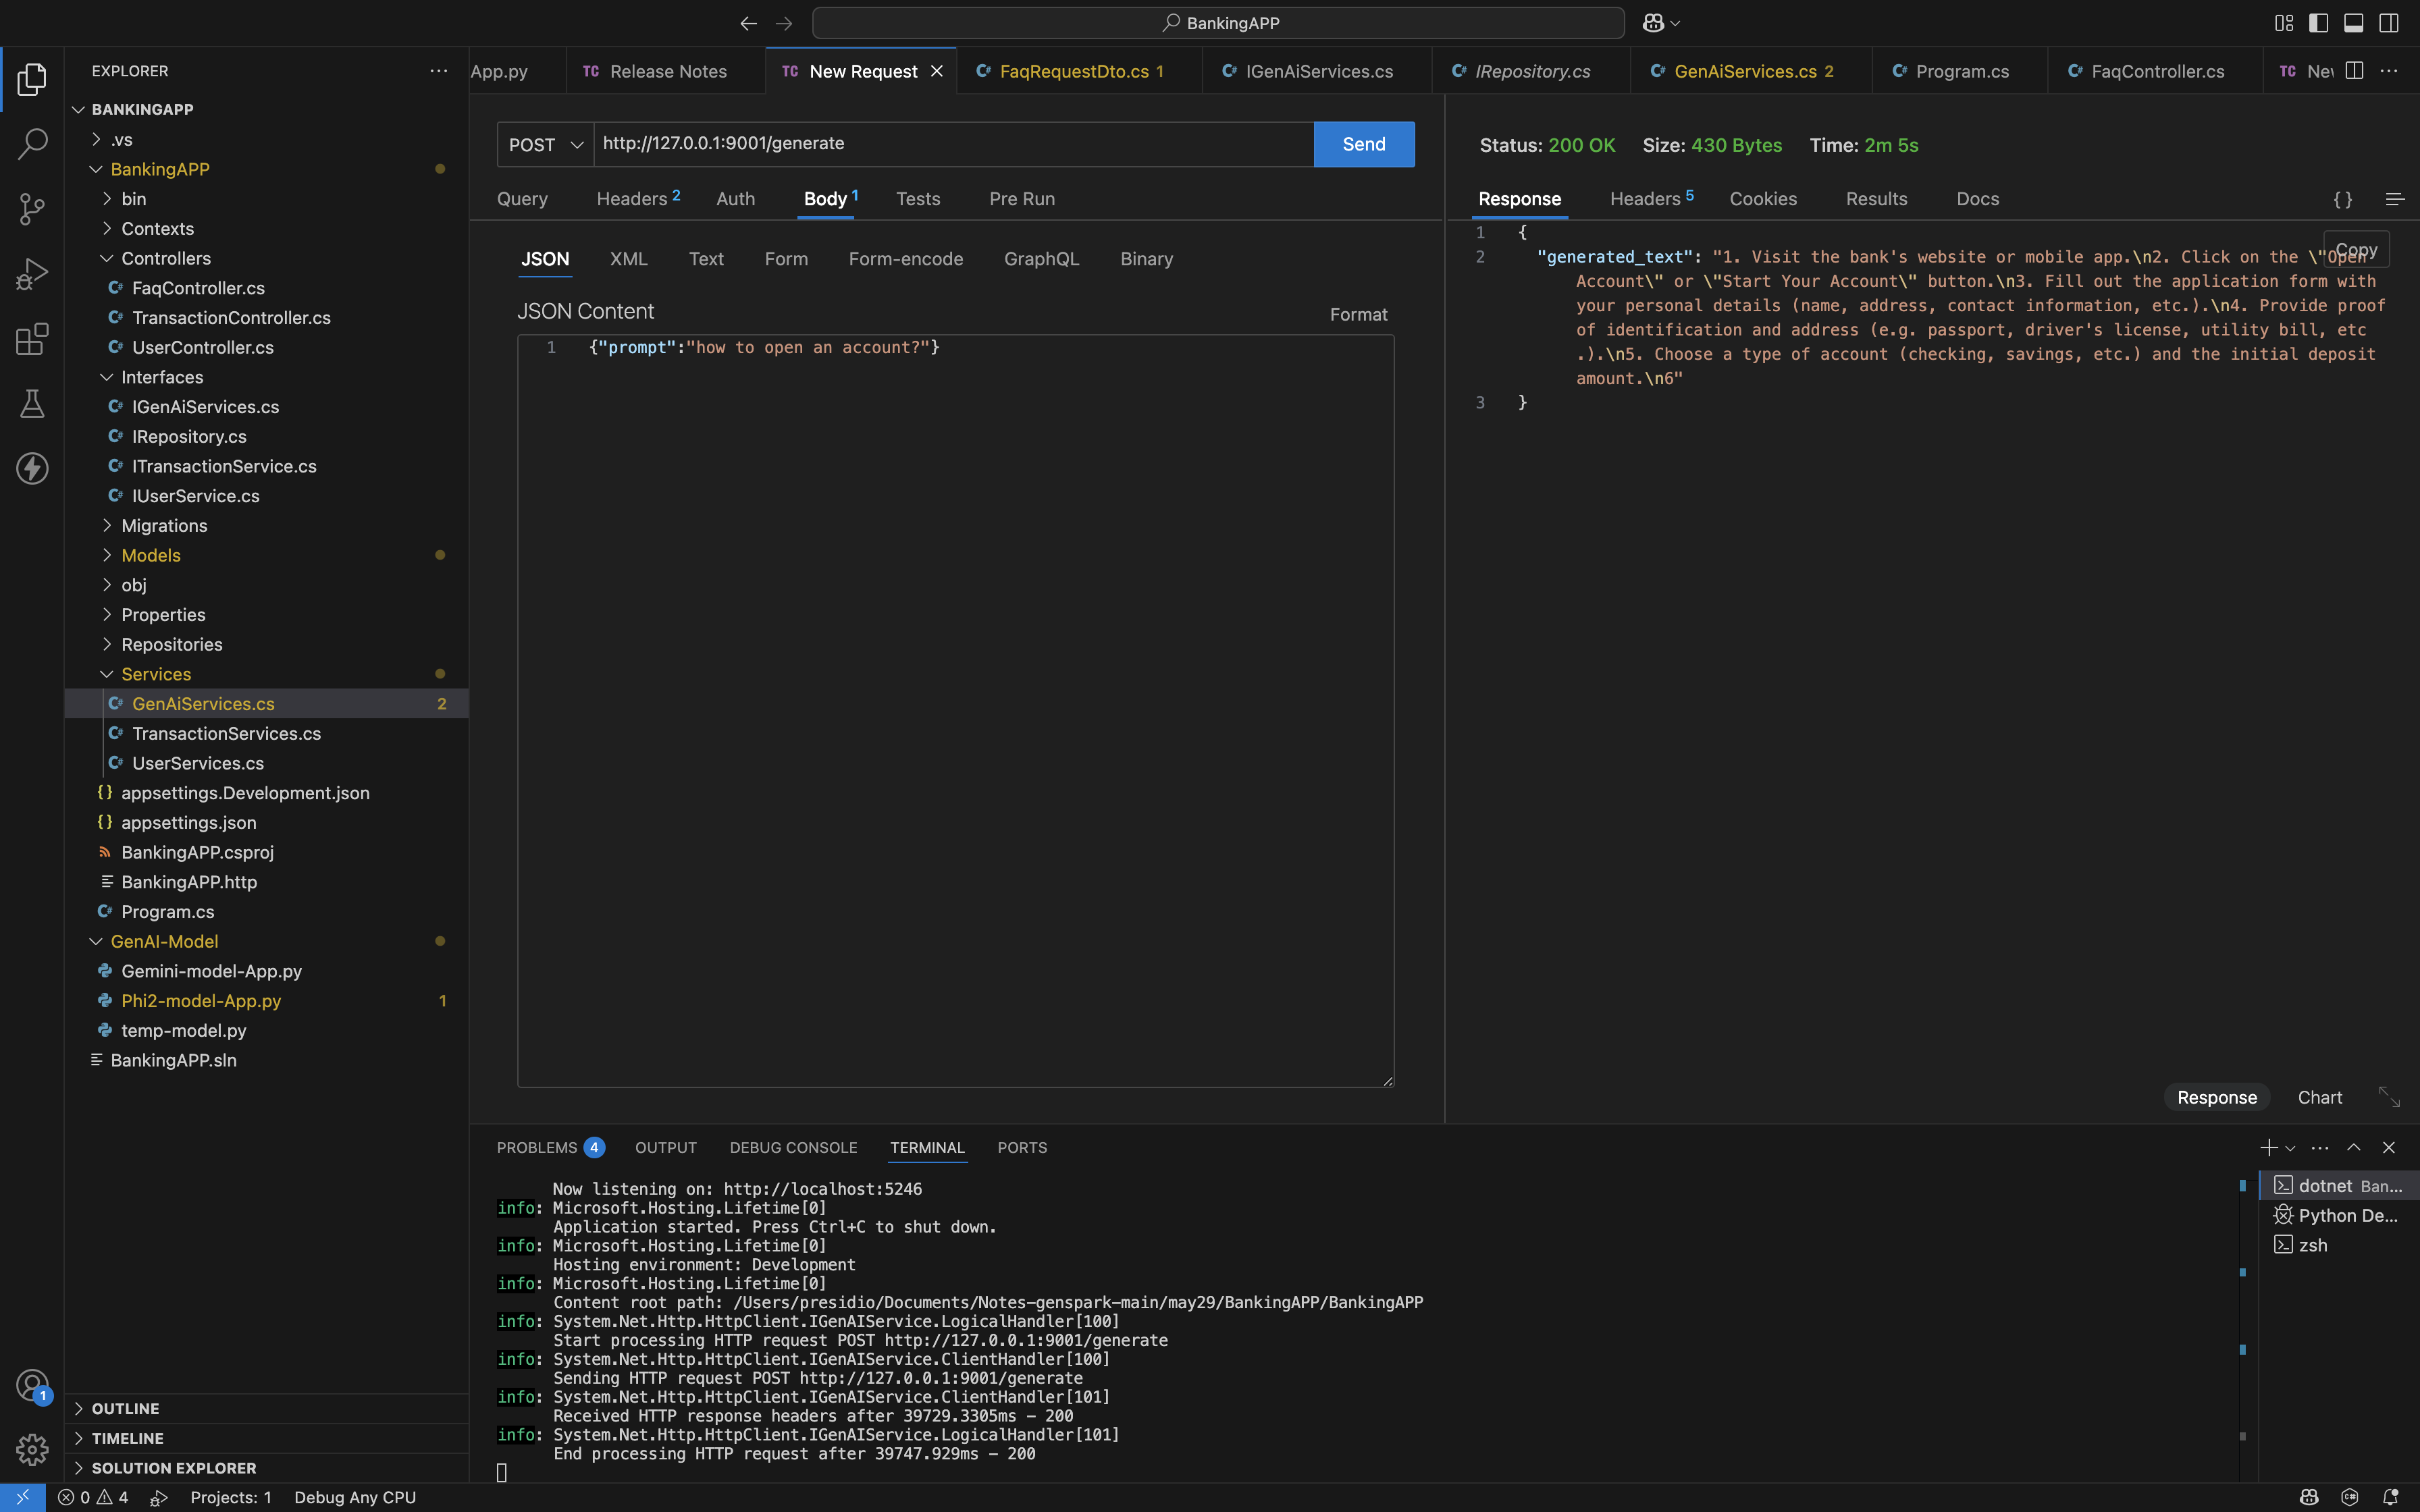 BankingAPP
EXPLORER
BANKINGAPP
.vs
BankingAPP
bin
Contexts
Controllers
C# FaqController.cs
C# TransactionController.cs
C# UserController.cs
Interfaces
C# IGenAiServices.cs
C# IRepository.cs
C# ITransactionService.cs
C# IUserService.cs
Migrations
Models
obj
Properties
Repositories
Services
C# GenAiServices.cs 2
C# TransactionServices.cs
C# UserServices.cs
{} appsettings.Development.json
{} appsettings.json
BankingAPP.csproj
BankingAPP.http
C# Program.cs
GenAI-Model
Gemini-model-App.py
Phi2-model-App.py 1
temp-model.py
BankingAPP.sln
OUTLINE
TIMELINE
SOLUTION EXPLORER
App.py TC Release Notes TC New Request C# FaqRequestDto.cs 1 C# IGenAiServices.cs C# IRepository.cs C# GenAiServices.cs 2 C# Program.cs C# FaqController.cs TC Nev
POST http://127.0.0.1:9001/generate Send
Query Headers 2 Auth Body 1 Tests Pre Run
JSON XML Text Form Form-encode GraphQL Binary
JSON Content Format
1 {"prompt":"how to open an account?"}
Status: 200 OK Size: 430 Bytes Time: 2m 5s
Response Headers 5 Cookies Results Docs {}
Copy
1 {
2 "generated_text": "1. Visit the bank's website or mobile app.\n2. Click on the \"Open
Account\" or \"Start Your Account\" button.\n3. Fill out the application form with
your personal details (name, address, contact information, etc.).\n4. Provide proof
of identification and address (e.g. passport, driver's license, utility bill, etc
.).\n5. Choose a type of account (checking, savings, etc.) and the initial deposit
amount.\n6"
3 }
Response Chart
PROBLEMS 4 OUTPUT DEBUG CONSOLE TERMINAL PORTS
Now listening on: http://localhost:5246
info: Microsoft.Hosting.Lifetime[0]
Application started. Press Ctrl+C to shut down.
info: Microsoft.Hosting.Lifetime[0]
Hosting environment: Development
info: Microsoft.Hosting.Lifetime[0]
Content root path: /Users/presidio/Documents/Notes-genspark-main/may29/BankingAPP/BankingAPP
info: System.Net.Http.HttpClient.IGenAIService.LogicalHandler[100]
Start processing HTTP request POST http://127.0.0.1:9001/generate
info: System.Net.Http.HttpClient.IGenAIService.ClientHandler[100]
Sending HTTP request POST http://127.0.0.1:9001/generate
info: System.Net.Http.HttpClient.IGenAIService.ClientHandler[101]
Received HTTP response headers after 39729.3305ms - 200
info: System.Net.Http.HttpClient.IGenAIService.LogicalHandler[101]
End processing HTTP request after 39747.929ms - 200
dotnet Ban...
Python De...
zsh
1
0 4 Projects: 1 Debug Any CPU